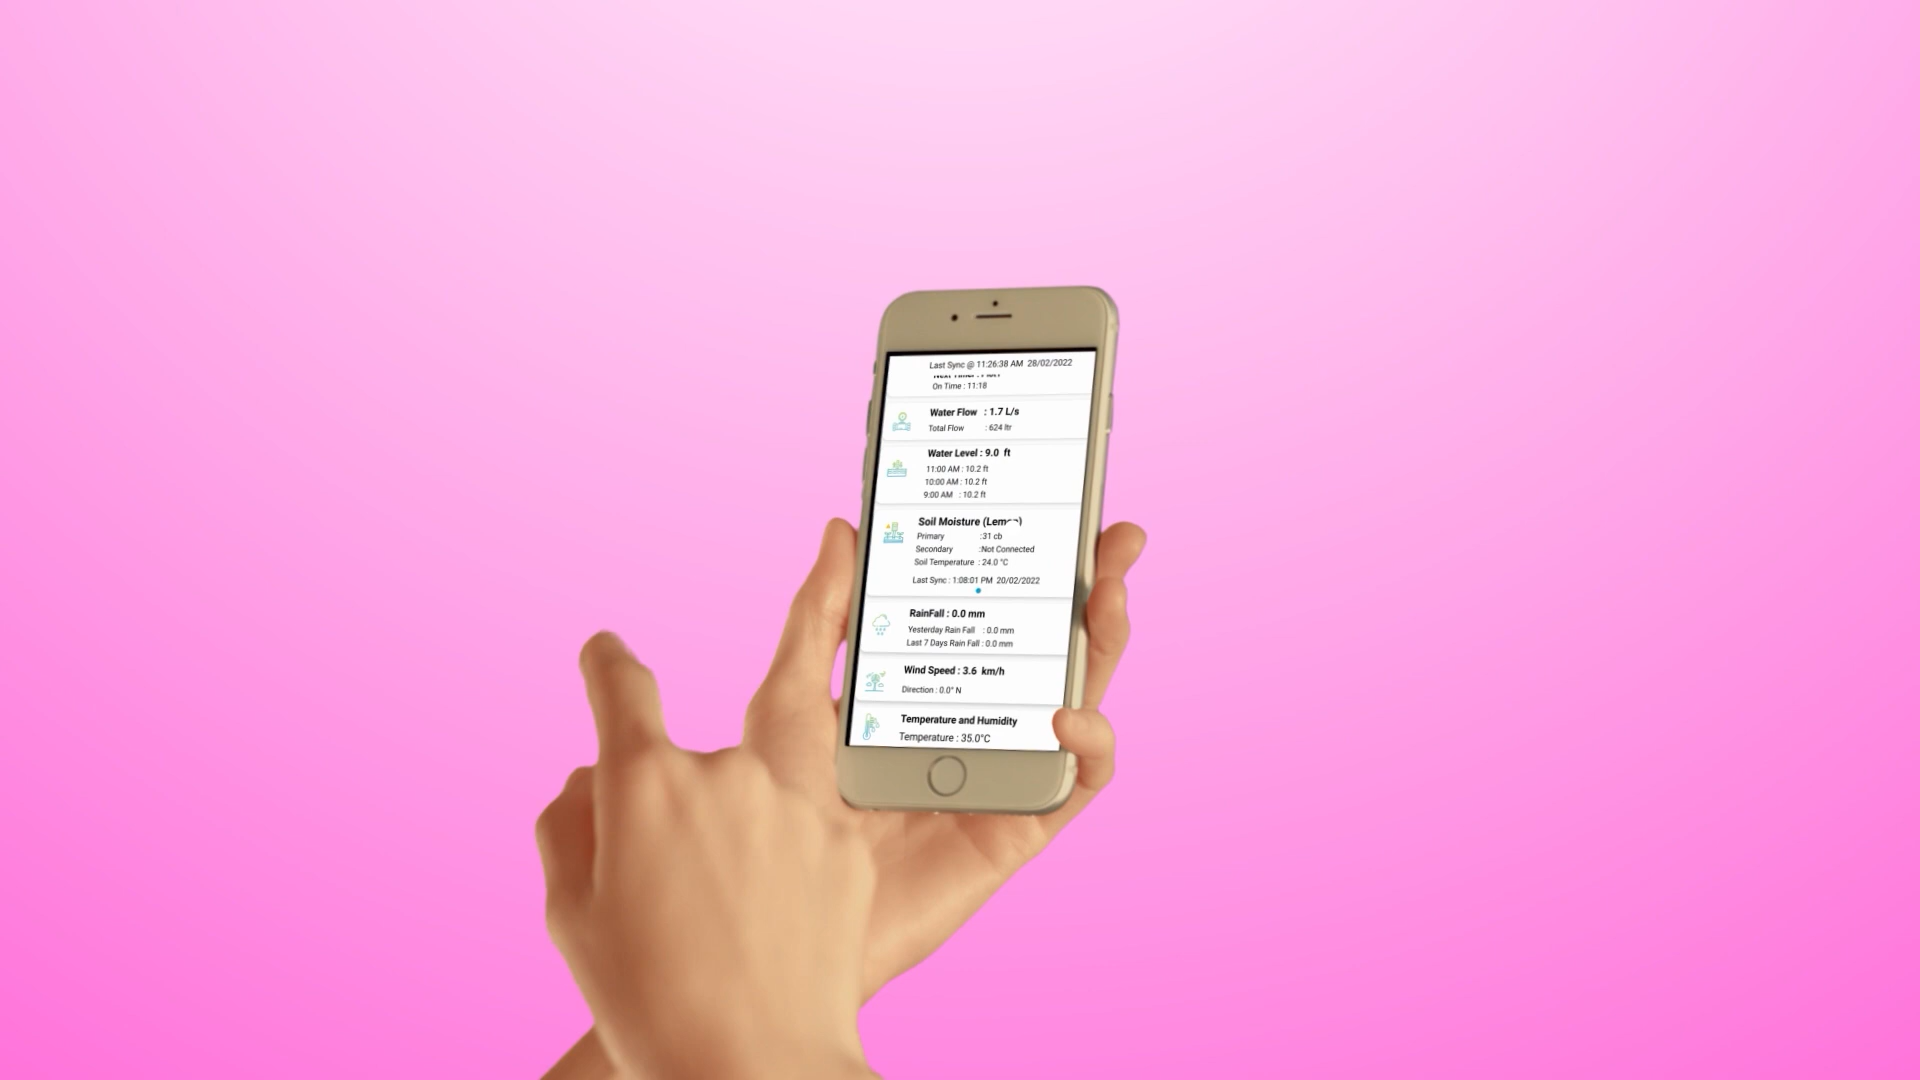 Last Sync @ 11:26:38 AM 28/02/2022
On Time : 11:18
Water Flow : 1.7 L/s
Total Flow : 624 ltr
Water Level : 9.0 ft
11:00 AM : 10.2 ft
10:00 AM : 10.2 ft
9:00 AM : 10.2 ft
Soil Moisture
Primary :31 cb
Secondary :Not Connected
Soil Temperature : 24.0 °C
Last Sync : 1:08:01 PM 20/02/2022
RainFall : 0.0 mm
Yesterday Rain Fall : 0.0 mm
Last 7 Days Rain Fall : 0.0 mm
Wind Speed : 3.6 km/h
Direction : 0.0° N
Temperature and Humidity
Temperature : 35.0°C